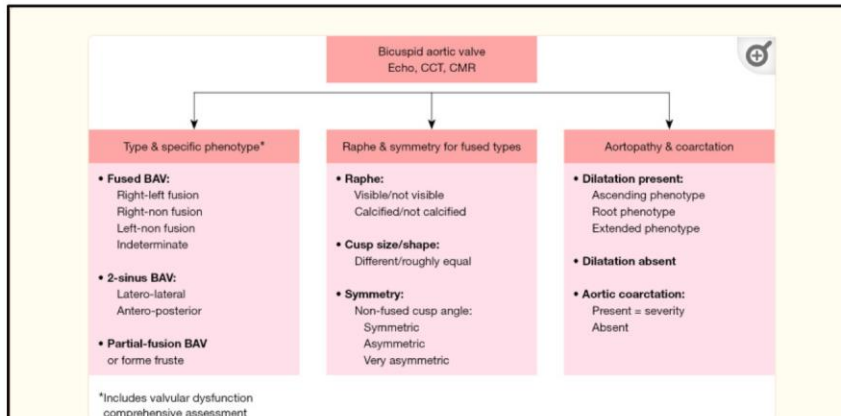 Bicuspid aortic valve
Echo, CCT, CMR
Type & specific phenotype*
• Fused BAV:
Right-left fusion
Right-non fusion
Left-non fusion
Indeterminate
• 2-sinus BAV:
Latero-lateral
Antero-posterior
• Partial-fusion BAV
or forme fruste
Raphe & symmetry for fused types
• Raphe:
Visible/not visible
Calcified/not calcified
• Cusp size/shape:
Different/roughly equal
• Symmetry:
Non-fused cusp angle:
Symmetric
Asymmetric
Very asymmetric
Aortopathy & coarctation
• Dilatation present:
Ascending phenotype
Root phenotype
Extended phenotype
• Dilatation absent
• Aortic coarctation:
Present = severity
Absent
*Includes valvular dysfunction
comprehensive assessment